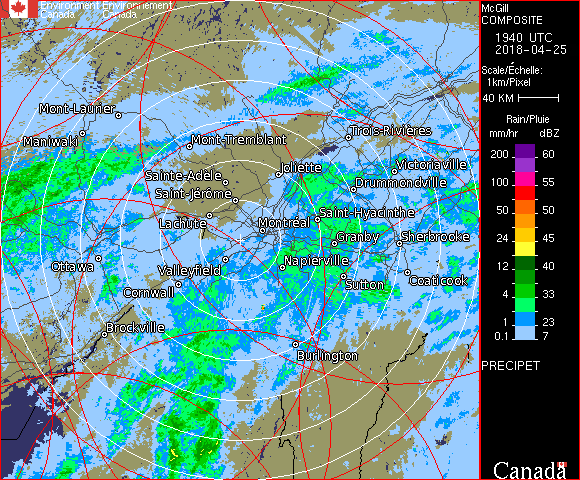 Environment Environnement
Canada Canada
McGill
COMPOSITE
1940 UTC
2018-04-25
Scale/Échelle:
1km/Pixel
40 KM
Rain/Pluie
mm/hr dBZ
200 60
150 57
100 55
50 50
24 45
12 40
4 33
1 23
0.1 7
PRECIPET
Canada
Mont-Laurier
Maniwaki
Mont-Tremblant
Trois-Rivières
Sainte-Adèle
Joliette
Victoriaville
Saint-Jérôme
Drummondville
Lachute
Montréal
Saint-Hyacinthe
Granby
Sherbrooke
Ottawa
Valleyfield
Napierville
Cornwall
Sutton
Coaticook
Brockville
Burlington